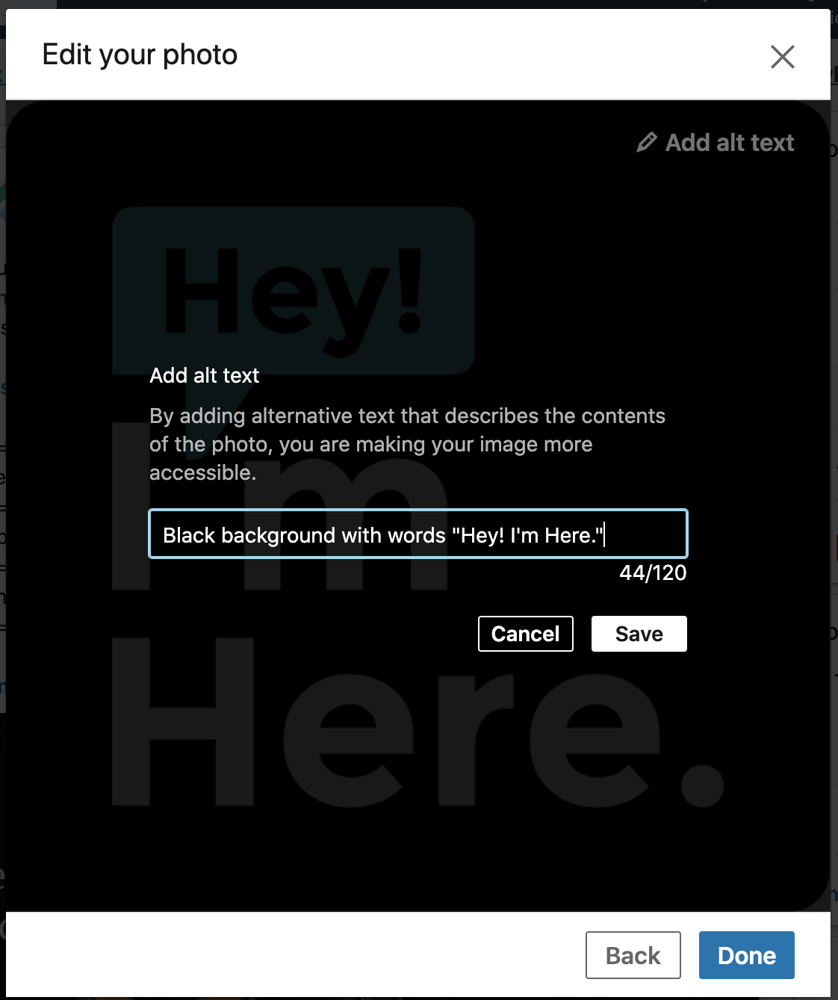 Edit your photo
Add alt text
Hey!
Add alt text
By adding alternative text that describes the contents
of the photo, you are making your image more
accessible.
I'm
Black background with words "Hey! I'm Here."
44/120
Cancel Save
Here.
Back Done